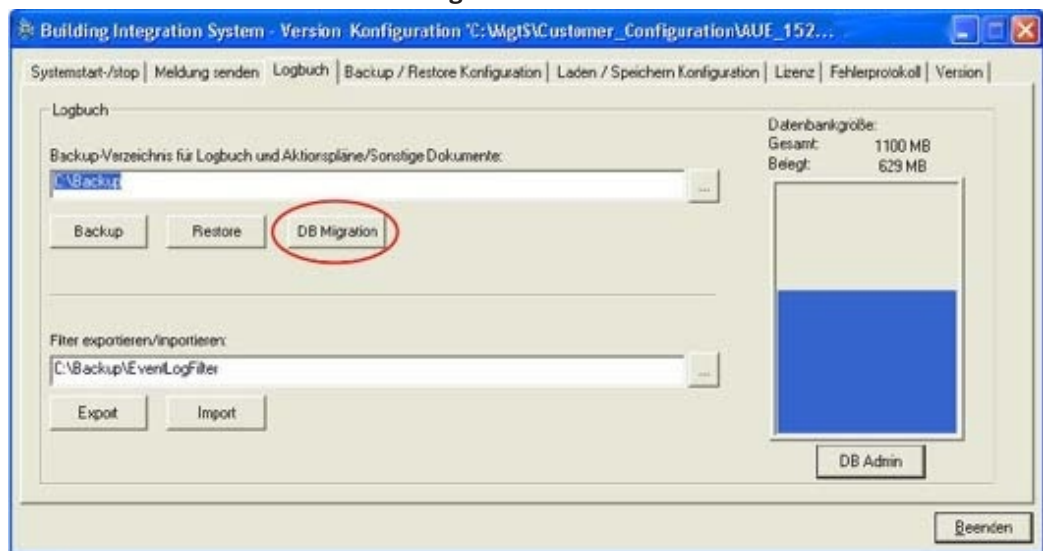 Building Integration System - Version Konfiguration 'C:\MgtS\Customer_Configuration\AUE_152...
Systemstart-/stop Meldung senden Logbuch Backup / Restore Konfiguration Laden / Speichern Konfiguration Lizenz Fehlerprotokoll Version
Logbuch
Datenbankgröße:
Gesamt: 1100 MB
Belegt: 629 MB
Backup-Verzeichnis für Logbuch und Aktionspläne/Sonstige Dokumente:
C:\Backup
...
Backup Restore DB Migration
Filter exportieren/importieren:
C:\Backup\EventLogFilter
...
Export Import
DB Admin
Beenden